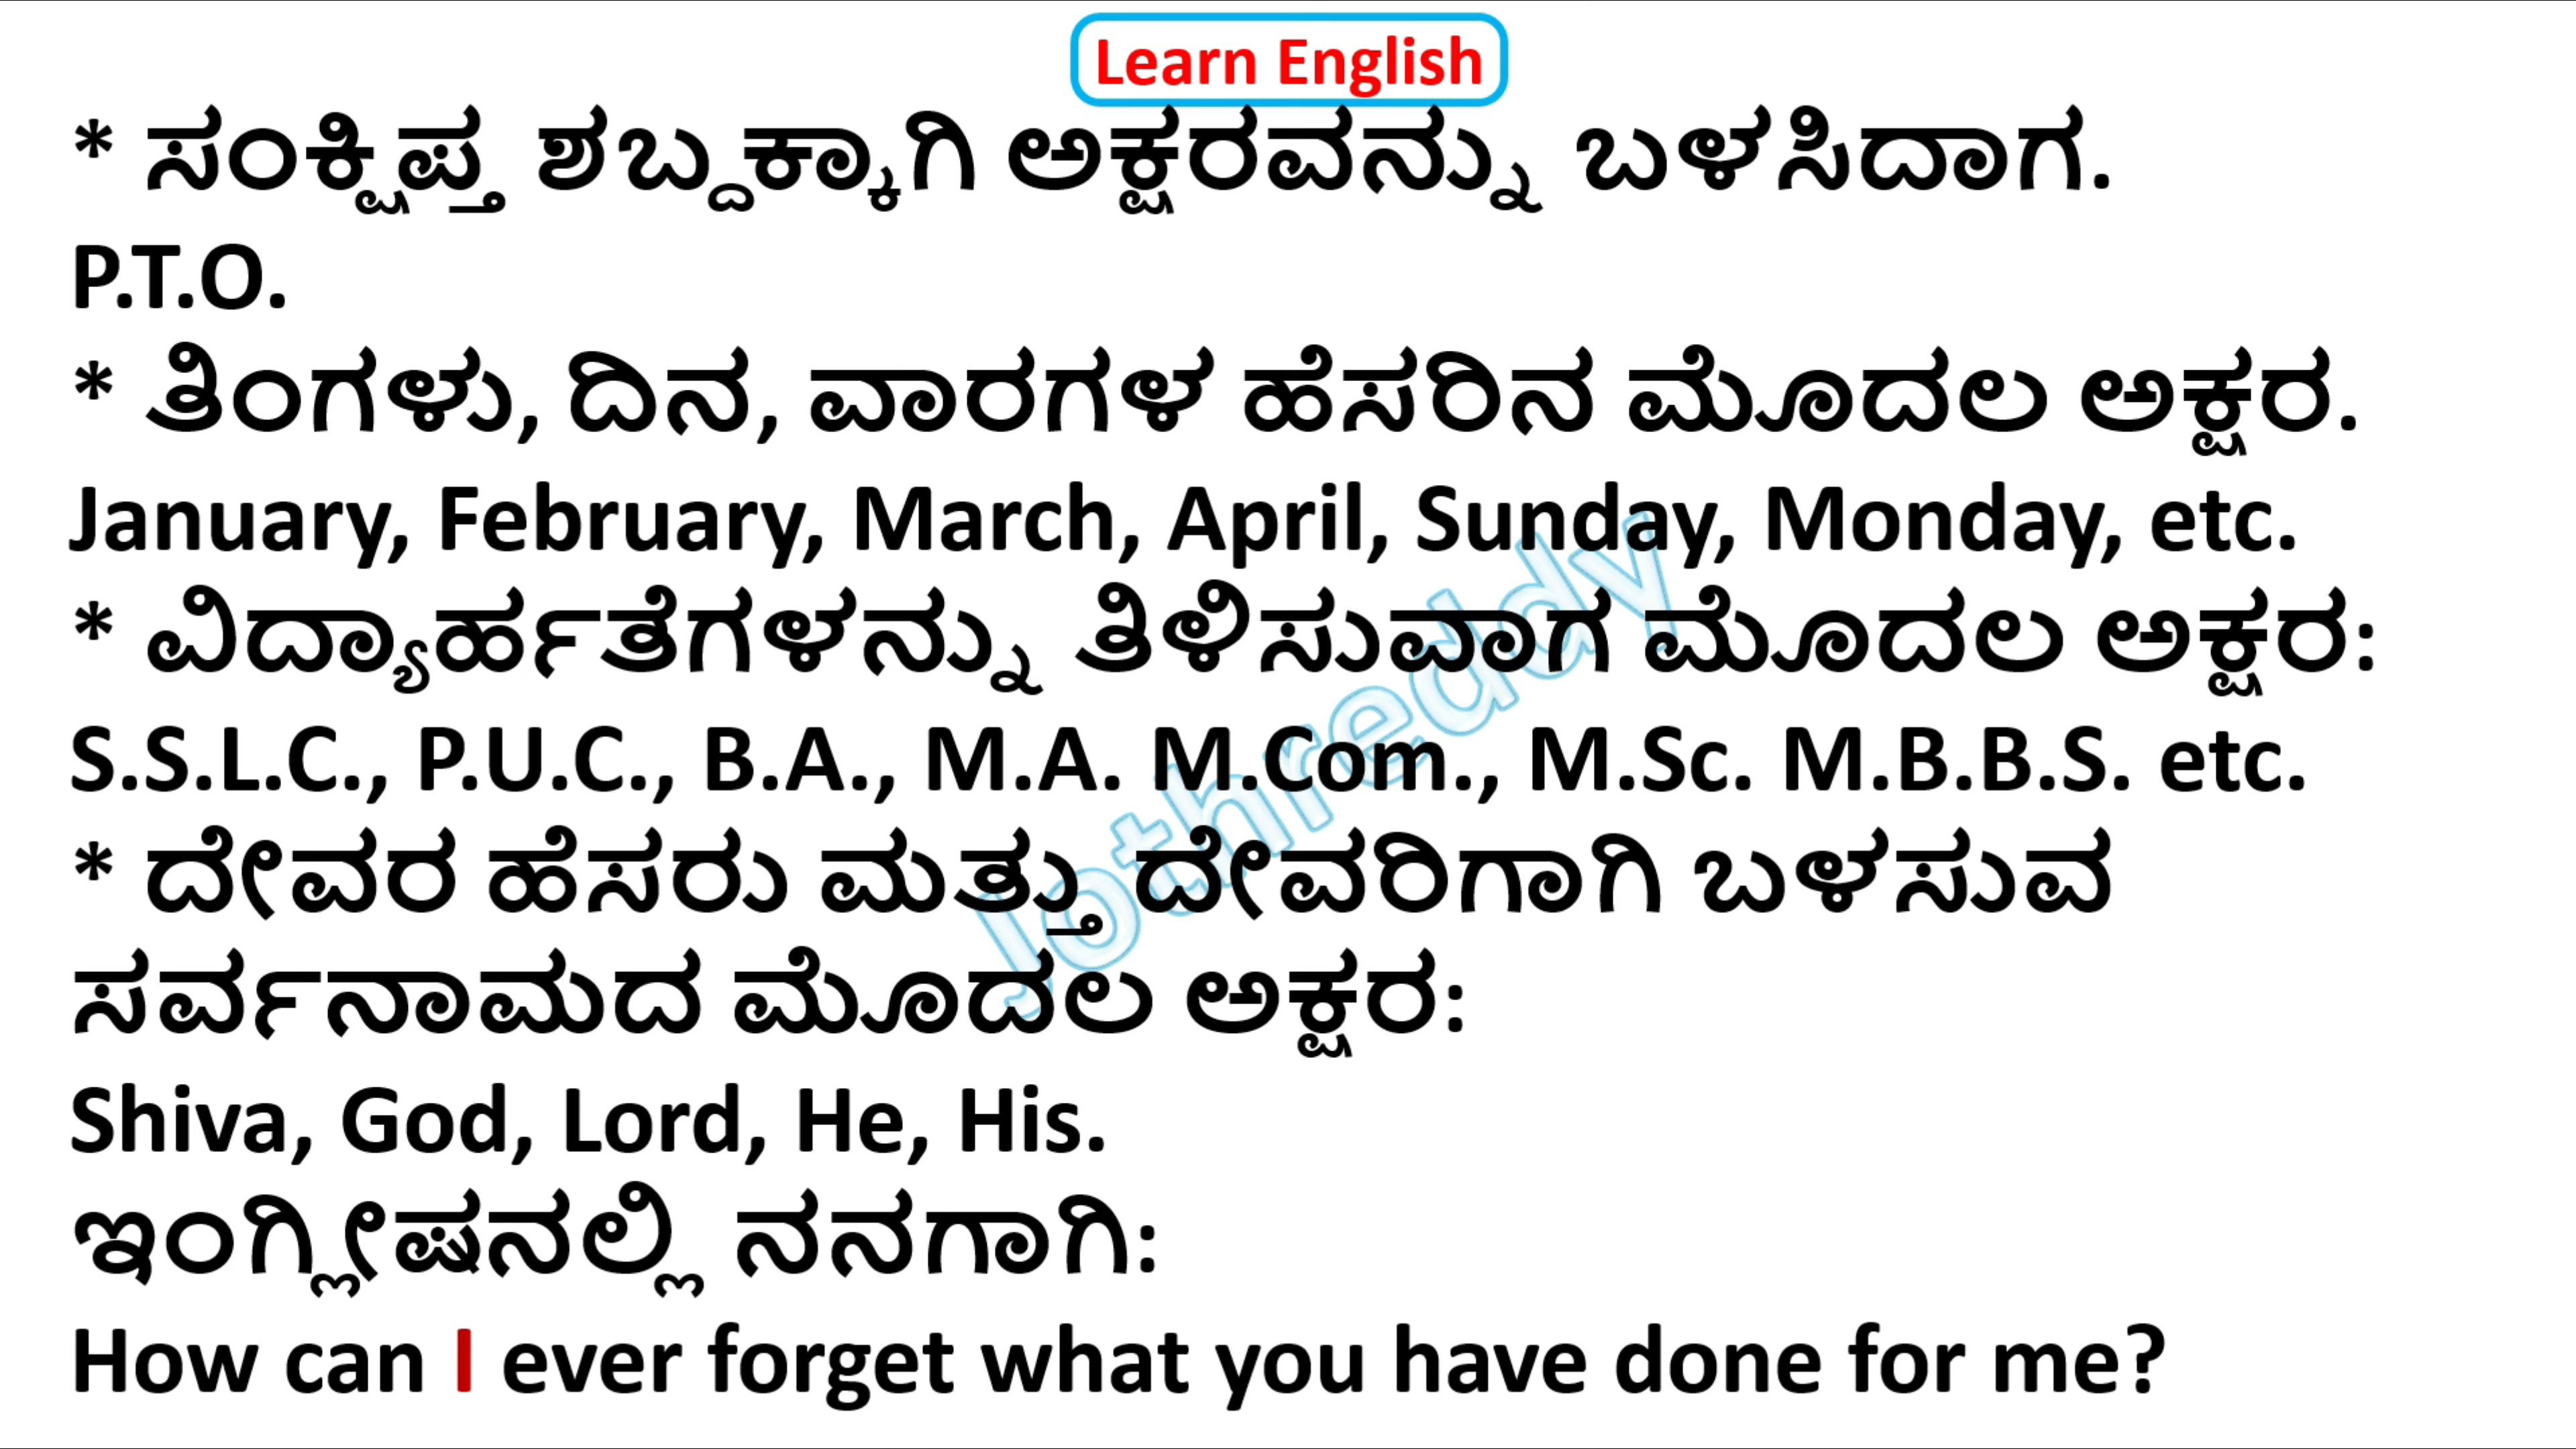 Learn English
* ಸಂಕ್ಷಿಪ್ತ ಶಬ್ದಕ್ಕಾಗಿ ಅಕ್ಷರವನ್ನು ಬಳಸಿದಾಗ.
P.T.O.
* ತಿಂಗಳು, ದಿನ, ವಾರಗಳ ಹೆಸರಿನ ಮೊದಲ ಅಕ್ಷರ.
January, February, March, April, Sunday, Monday, etc.
* ವಿದ್ಯಾರ್ಹತೆಗಳನ್ನು ತಿಳಿಸುವಾಗ ಮೊದಲ ಅಕ್ಷರ:
S.S.L.C., P.U.C., B.A., M.A. M.Com., M.Sc. M.B.B.S. etc.
* ದೇವರ ಹೆಸರು ಮತ್ತು ದೇವರಿಗಾಗಿ ಬಳಸುವ
ಸರ್ವನಾಮದ ಮೊದಲ ಅಕ್ಷರ:
Shiva, God, Lord, He, His.
ಇಂಗ್ಲೀಷನಲ್ಲಿ ನನಗಾಗಿ:
How can I ever forget what you have done for me?
Jothreddy